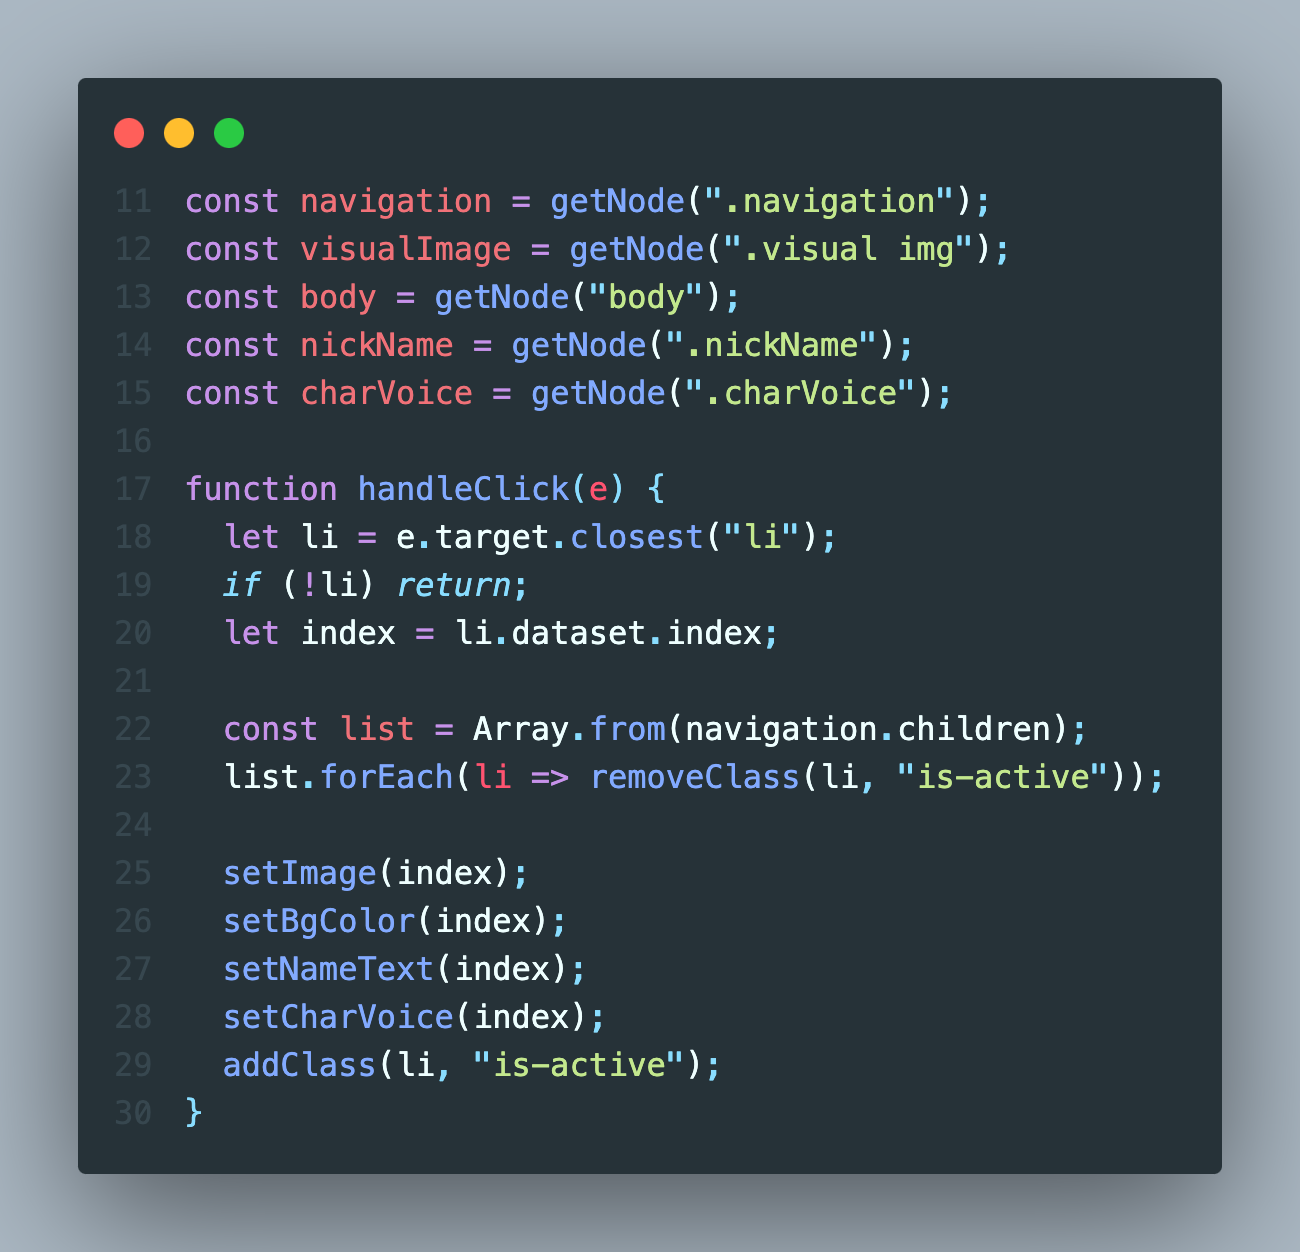 11 const navigation = getNode(".navigation");
12 const visualImage = getNode(".visual img");
13 const body = getNode("body");
14 const nickName = getNode(".nickName");
15 const charVoice = getNode(".charVoice");
16
17 function handleClick(e) {
18   let li = e.target.closest("li");
19   if (!li) return;
20   let index = li.dataset.index;
21
22   const list = Array.from(navigation.children);
23   list.forEach(li => removeClass(li, "is-active"));
24
25   setImage(index);
26   setBgColor(index);
27   setNameText(index);
28   setCharVoice(index);
29   addClass(li, "is-active");
30 }